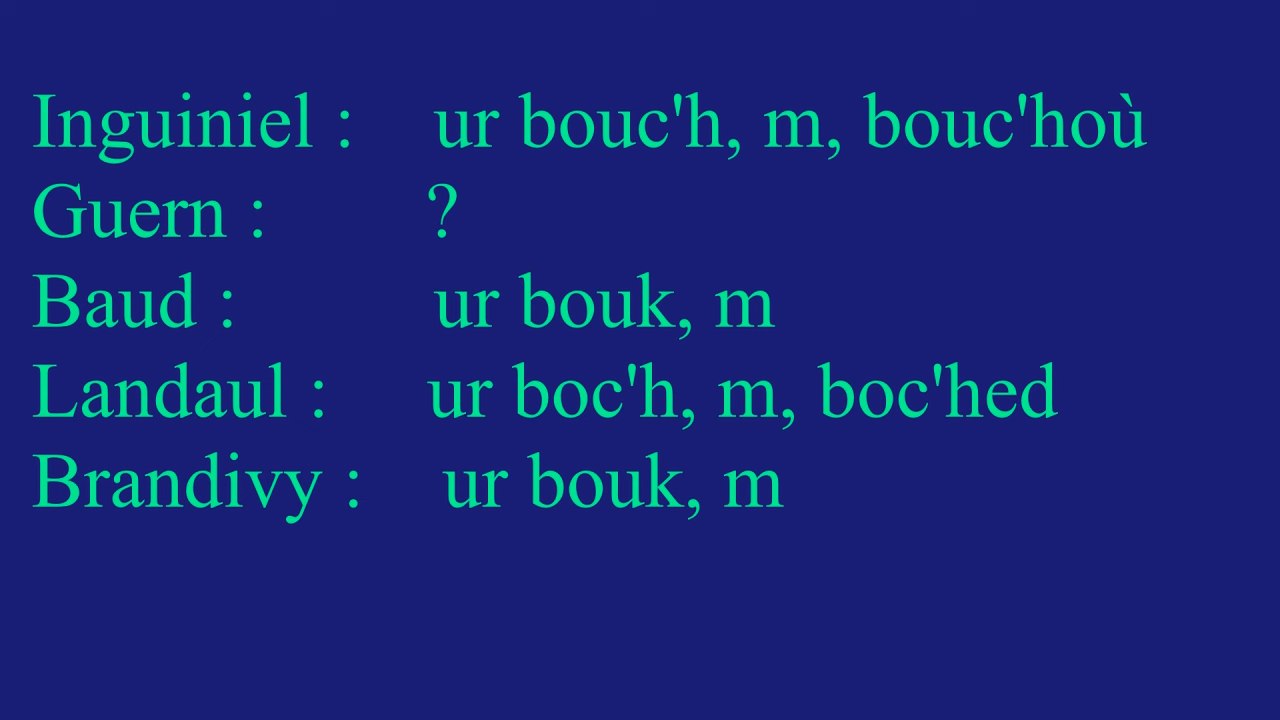 Inguiniel : ur bouc'h, m, bouc'hoù
Guern : ?
Baud : ur bouk, m
Landaul : ur boc'h, m, boc'hed
Brandivy : ur bouk, m